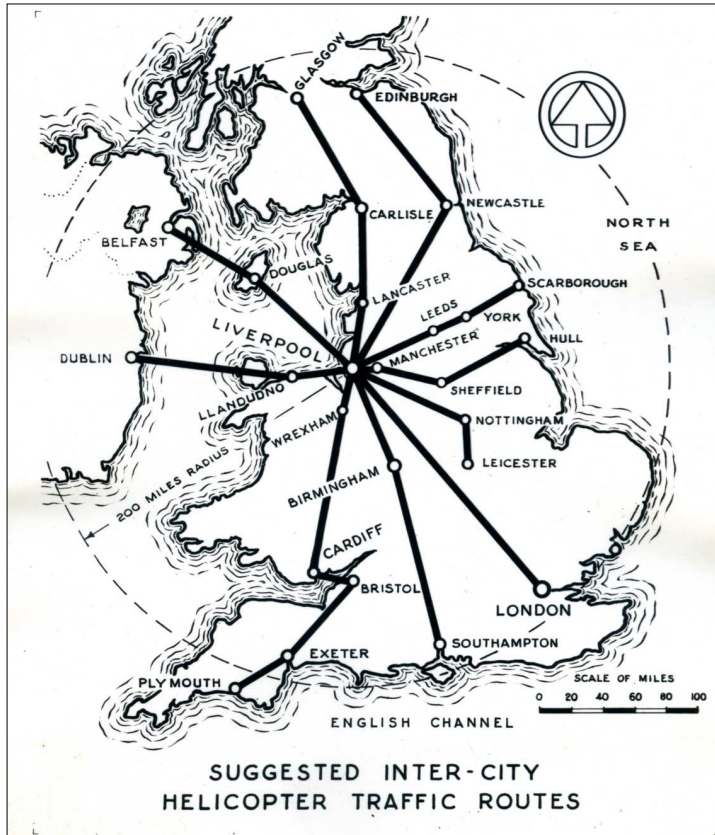 GLASGOW
EDINBURGH
CARLISLE
NEWCASTLE
NORTH
SEA
BELFAST
DOUGLAS
LANCASTER
SCARBOROUGH
LEEDS
YORK
LIVERPOOL
MANCHESTER
HULL
DUBLIN
LLANDUDNO
SHEFFIELD
WREXHAM
NOTTINGHAM
LEICESTER
200 MILES RADIUS
BIRMINGHAM
CARDIFF
BRISTOL
LONDON
EXETER
SOUTHAMPTON
PLYMOUTH
SCALE OF MILES
0 20 40 60 80 100
ENGLISH CHANNEL
SUGGESTED INTER-CITY
HELICOPTER TRAFFIC ROUTES